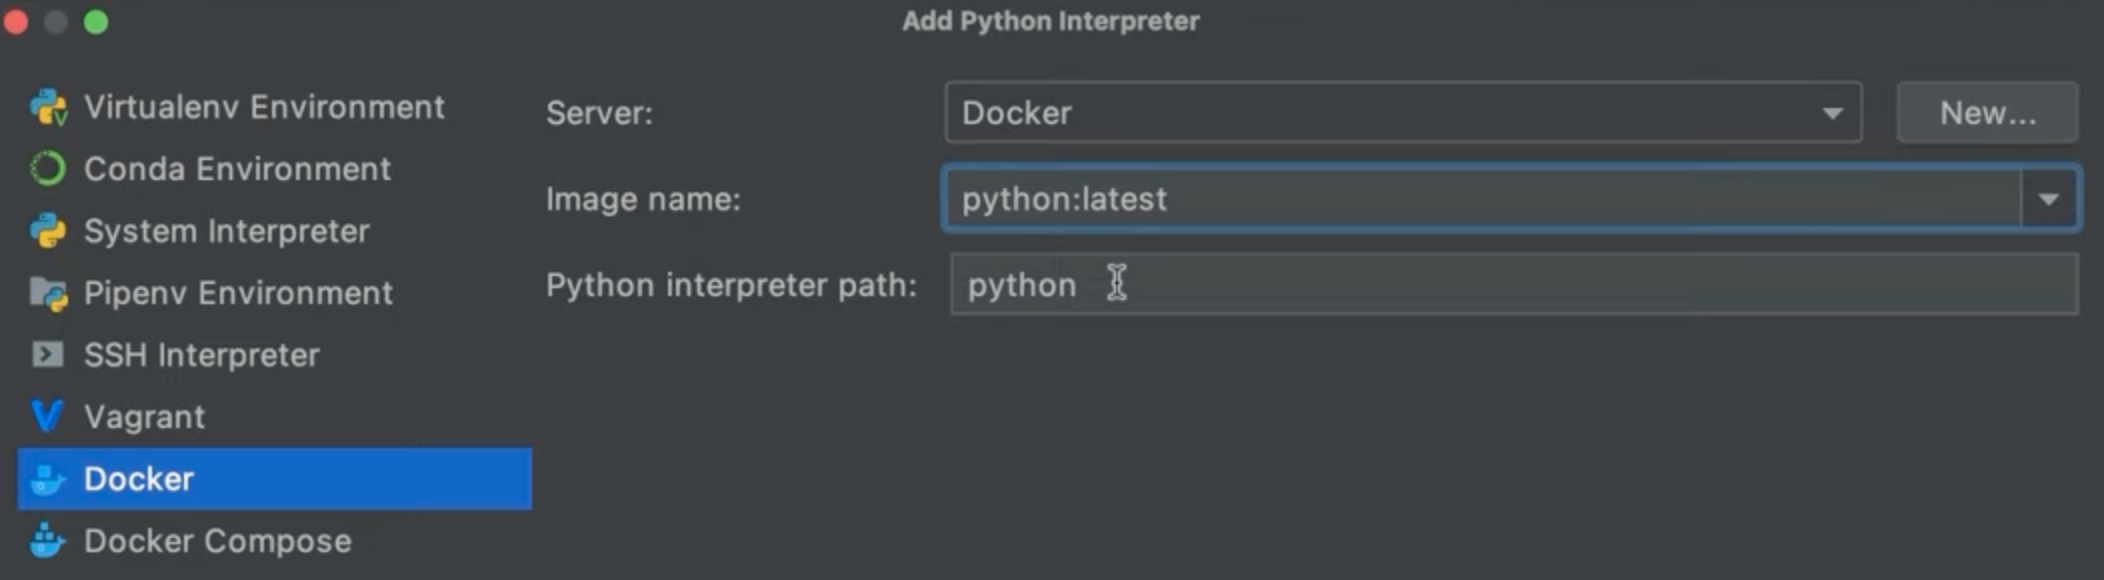 Add Python Interpreter
Virtualenv Environment
Conda Environment
System Interpreter
Pipenv Environment
SSH Interpreter
Vagrant
Docker
Docker Compose
Server: Docker New...
Image name: python:latest
Python interpreter path: python